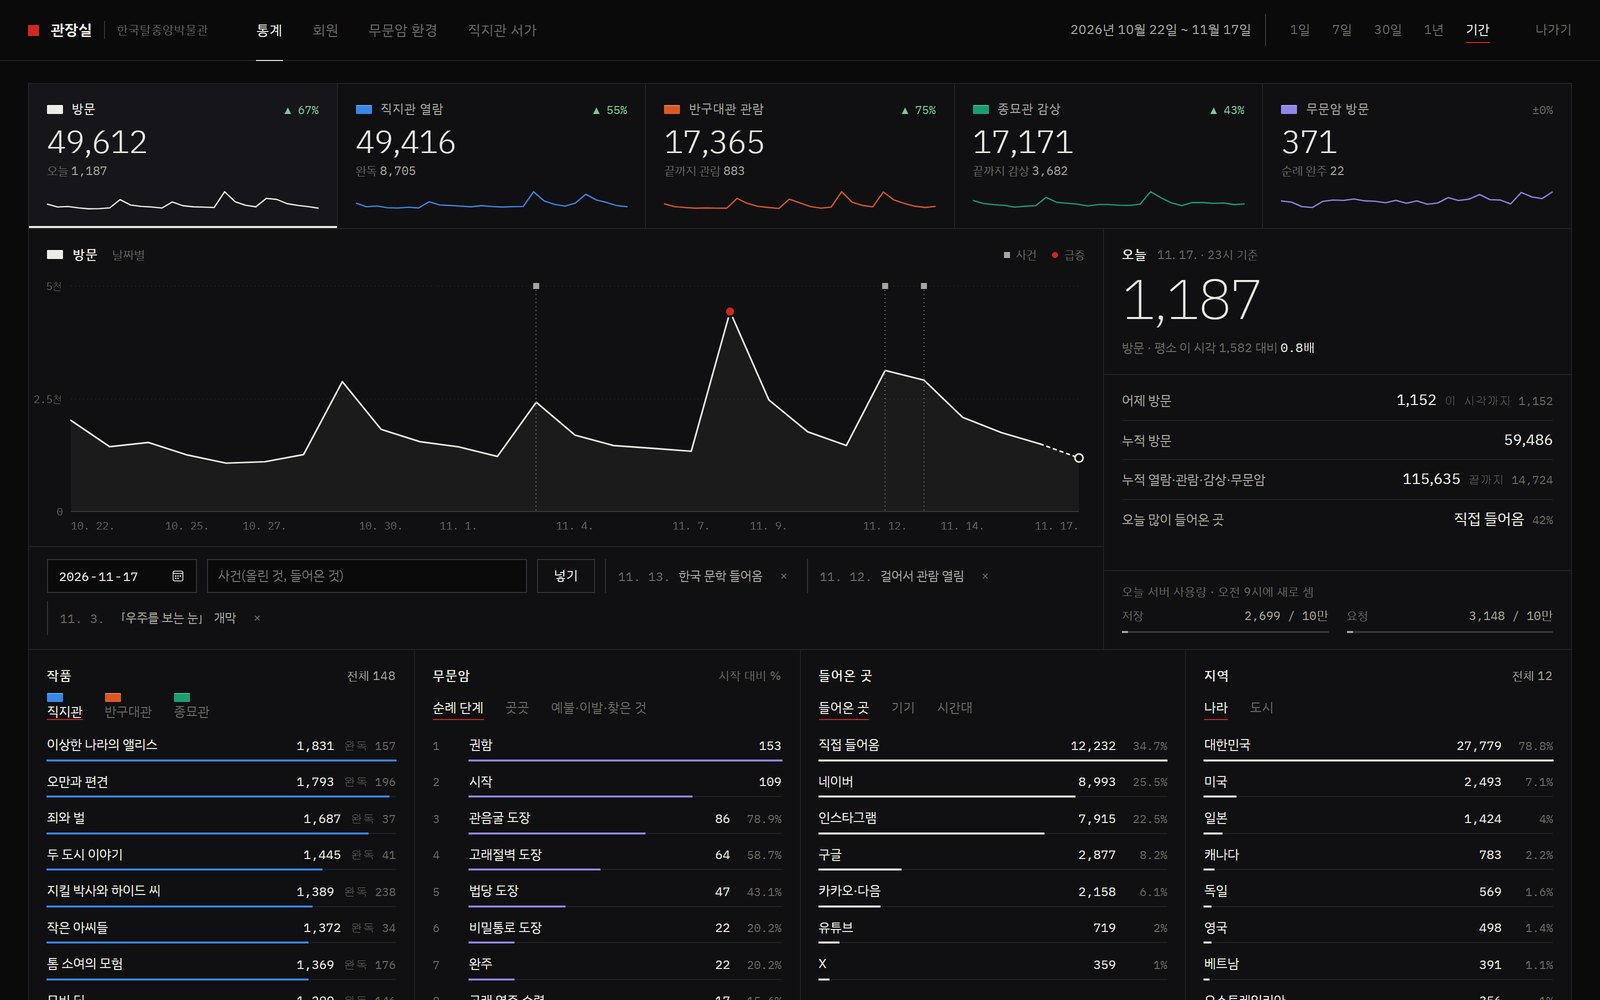 관장실 한국탈중앙박물관 통계 회원 무문암 환경 직지관 서가 2026년 10월 22일 ~ 11월 17일 1일 7일 30일 1년 기간 나가기
방문 ▲ 67%
49,612
오늘 1,187
직지관 열람 ▲ 55%
49,416
완독 8,705
반구대관 관람 ▲ 75%
17,365
끝까지 관람 883
종묘관 감상 ▲ 43%
17,171
끝까지 감상 3,682
무문암 방문 ±0%
371
순례 완주 22
방문 날짜별 사건 급증
5천
2.5천
0
10. 22. 10. 25. 10. 27. 10. 30. 11. 1. 11. 4. 11. 7. 11. 9. 11. 12. 11. 14. 11. 17.
2026-11-17 사건(올린 것, 들어온 것) 넣기 11. 13. 한국 문학 들어옴 × 11. 12. 걸어서 관람 열림 ×
11. 3. 「우주를 보는 눈」 개막 ×
오늘 11. 17. · 23시 기준
1,187
방문 · 평소 이 시각 1,582 대비 0.8배
어제 방문 1,152 이 시각까지 1,152
누적 방문 59,486
누적 열람·관람·감상·무문암 115,635 끝까지 14,724
오늘 많이 들어온 곳 직접 들어옴 42%
오늘 서버 사용량 · 오전 9시에 새로 셈
저장 2,699 / 10만 요청 3,148 / 10만
작품 전체 148
직지관 반구대관 종묘관
이상한 나라의 앨리스 1,831 완독 157
오만과 편견 1,793 완독 196
죄와 벌 1,687 완독 37
두 도시 이야기 1,445 완독 41
지킬 박사와 하이드 씨 1,389 완독 238
작은 아씨들 1,372 완독 34
톰 소여의 모험 1,369 완독 176
무문암 시작 대비 %
순례 단계 곳곳 예불·이발·찾은 것
1 권함 153
2 시작 109
3 관음굴 도장 86 78.9%
4 고래절벽 도장 64 58.7%
5 법당 도장 47 43.1%
6 비밀통로 도장 22 20.2%
7 완주 22 20.2%
들어온 곳
들어온 곳 기기 시간대
직접 들어옴 12,232 34.7%
네이버 8,993 25.5%
인스타그램 7,915 22.5%
구글 2,877 8.2%
카카오·다음 2,158 6.1%
유튜브 719 2%
X 359 1%
지역 전체 12
나라 도시
대한민국 27,779 78.8%
미국 2,493 7.1%
일본 1,424 4%
캐나다 783 2.2%
독일 569 1.6%
영국 498 1.4%
베트남 391 1.1%